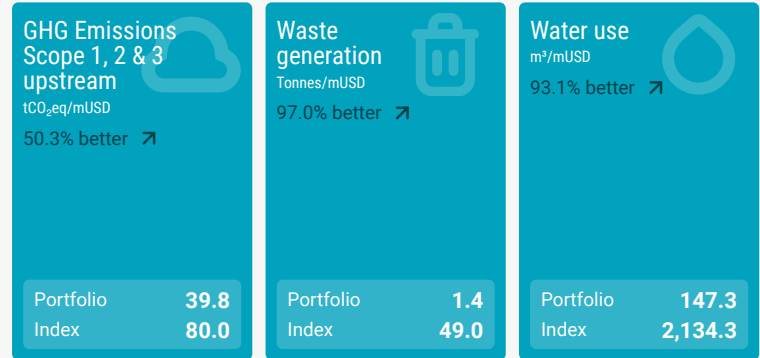 GHG Emissions
Scope 1, 2 & 3
upstream
tCO₂eq/mUSD
50.3% better
Portfolio 39.8
Index 80.0
Waste
generation
Tonnes/mUSD
97.0% better
Portfolio 1.4
Index 49.0
Water use
m³/mUSD
93.1% better
Portfolio 147.3
Index 2,134.3